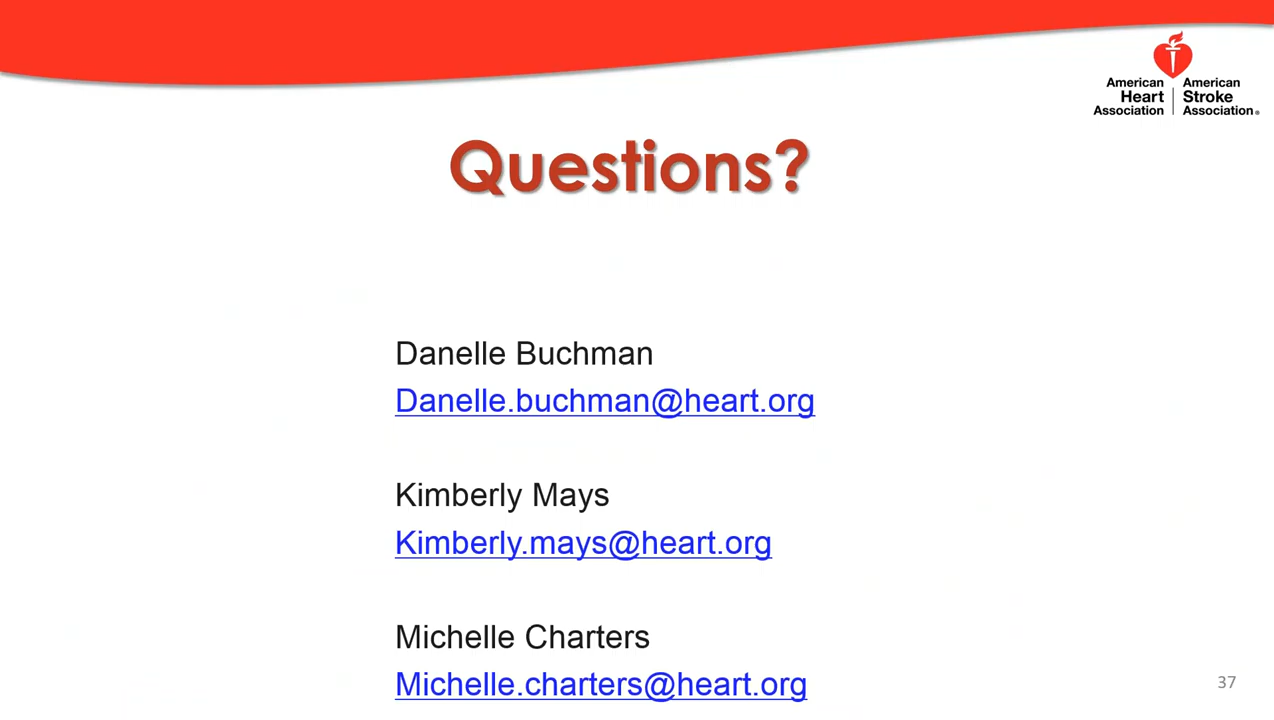 American Heart Association
American Stroke Association®
Questions?
Danelle Buchman
Danelle.buchman@heart.org
Kimberly Mays
Kimberly.mays@heart.org
Michelle Charters
Michelle.charters@heart.org
37